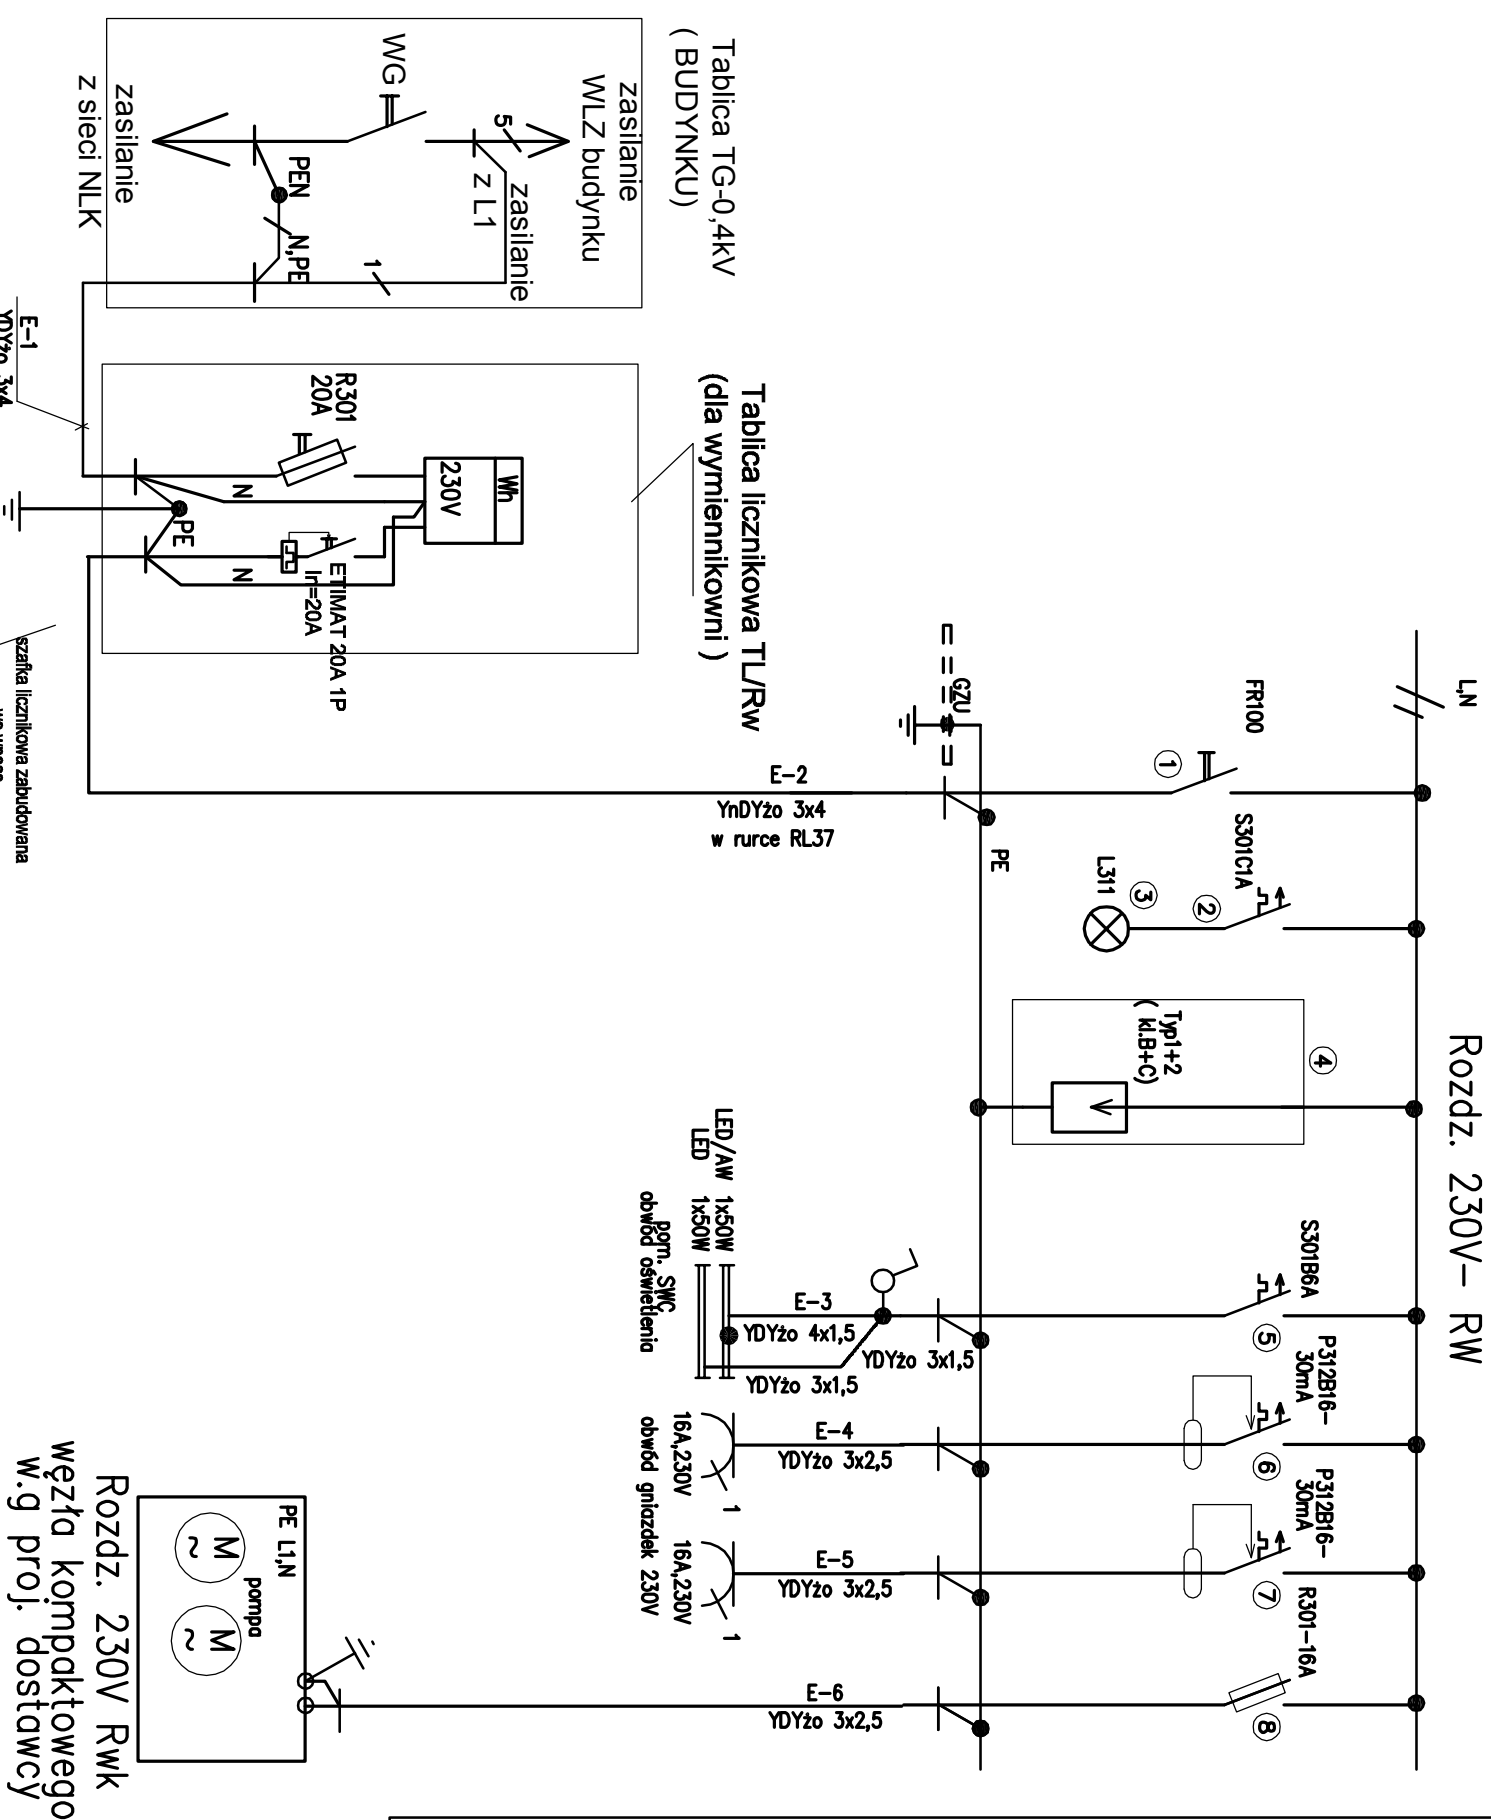 Tablica TG-0,4kV
( BUDYNKU)
zasilanie
WLZ budynku
5
zasilanie
z L1
WG
PEN
N,PE
1
zasilanie
z sieci NLK
E-1
YDYżo 3x4
Tablica licznikowa TL/Rw
(dla wymiennikowni )
R301
20A
Wh
230V
N
PE
N
ETIMAT 20A 1P
In=20A
szafka licznikowa zabudowana
Rozdz. 230V- RW
L,N
FR100
1
GZU
PE
E-2
YnDYżo 3x4
w rurce RL37
S301C1A
2
3
L311
4
Typ1+2
( kl.B+C)
S301B6A
5
E-3
YDYżo 4x1,5
YDYżo 3x1,5
YDYżo 3x1,5
LED/AW 1x50W
LED 1x50W
pom. SWC
obwód oświetlenia
P312B16-
30mA
6
E-4
YDYżo 3x2,5
16A,230V
1
obwód gniazdek 230V
P312B16-
30mA
7
E-5
YDYżo 3x2,5
16A,230V
1
R301-16A
8
E-6
YDYżo 3x2,5
PE L1,N
M
~
pompa
M
~
Rozdz. 230V Rwk
węzła kompaktowego
w.g proj. dostawcy